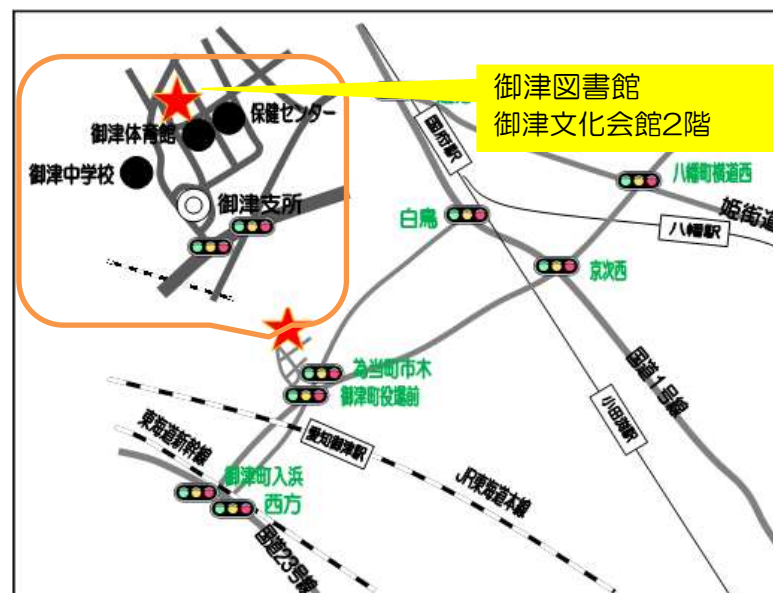 御津図書館
御津文化会館2階
保健センター
御津体育館
御津中学校
御津支所
国府駅
八幡町横道西
姫街道
八幡駅
白鳥
京次西
国道1号線
為当町市木
御津町役場前
小田渕駅
愛知御津駅
東海道新幹線
JR東海道本線
御津町入浜
西方
国道23号線